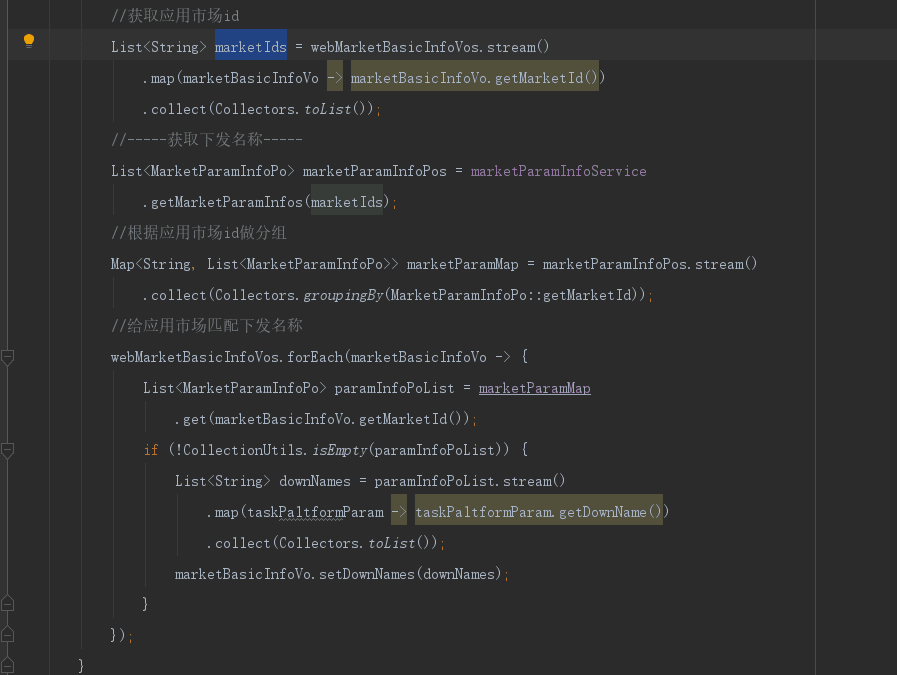 //获取应用市场id
List<String> marketIds = webMarketBasicInfoVos.stream()
.map(marketBasicInfoVo -> marketBasicInfoVo.getMarketId())
.collect(Collectors.toList());
//-----获取下发名称-----
List<MarketParamInfoPo> marketParamInfoPos = marketParamInfoService
.getMarketParamInfos(marketIds);
//根据应用市场id做分组
Map<String, List<MarketParamInfoPo>> marketParamMap = marketParamInfoPos.stream()
.collect(Collectors.groupingBy(MarketParamInfoPo::getMarketId));
//给应用市场匹配下发名称
webMarketBasicInfoVos.forEach(marketBasicInfoVo -> {
List<MarketParamInfoPo> paramInfoPoList = marketParamMap
.get(marketBasicInfoVo.getMarketId());
if (!CollectionUtils.isEmpty(paramInfoPoList)) {
List<String> downNames = paramInfoPoList.stream()
.map(taskPaltformParam -> taskPaltformParam.getDownName())
.collect(Collectors.toList());
marketBasicInfoVo.setDownNames(downNames);
}
});
}